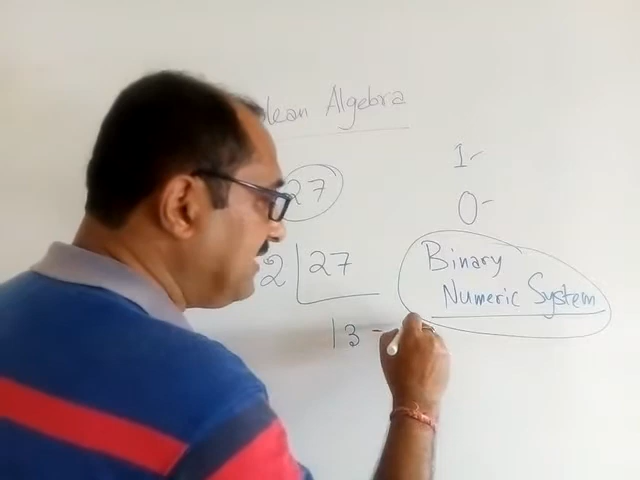 lean Algebra
27
2 27
13 -
1-
0-
Binary
Numeric System